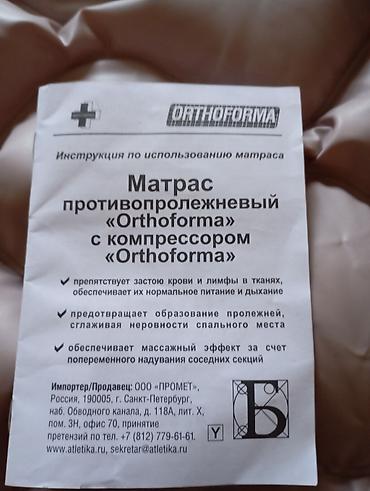 ORTHOFORMA
Инструкция по использованию матраса
Матрас
противопролежневый
«Orthoforma»
с компрессором
«Orthoforma»
✔ препятствует застою крови и лимфы в тканях,
обеспечивает их нормальное питание и дыхание
✔ предотвращает образование пролежней,
сглаживая неровности спального места
✔ обеспечивает массажный эффект за счет
попеременного надувания соседних секций
Импортер/Продавец: ООО «ПРОМЕТ»,
Россия, 190005, г. Санкт-Петербург,
наб. Обводного канала, д. 118А, лит. Х,
пом. 3Н, офис 70, принятие
претензий по тел. +7 (812) 779-61-61.
www.atletika.ru, sekretar@atletika.ru
Y
Б